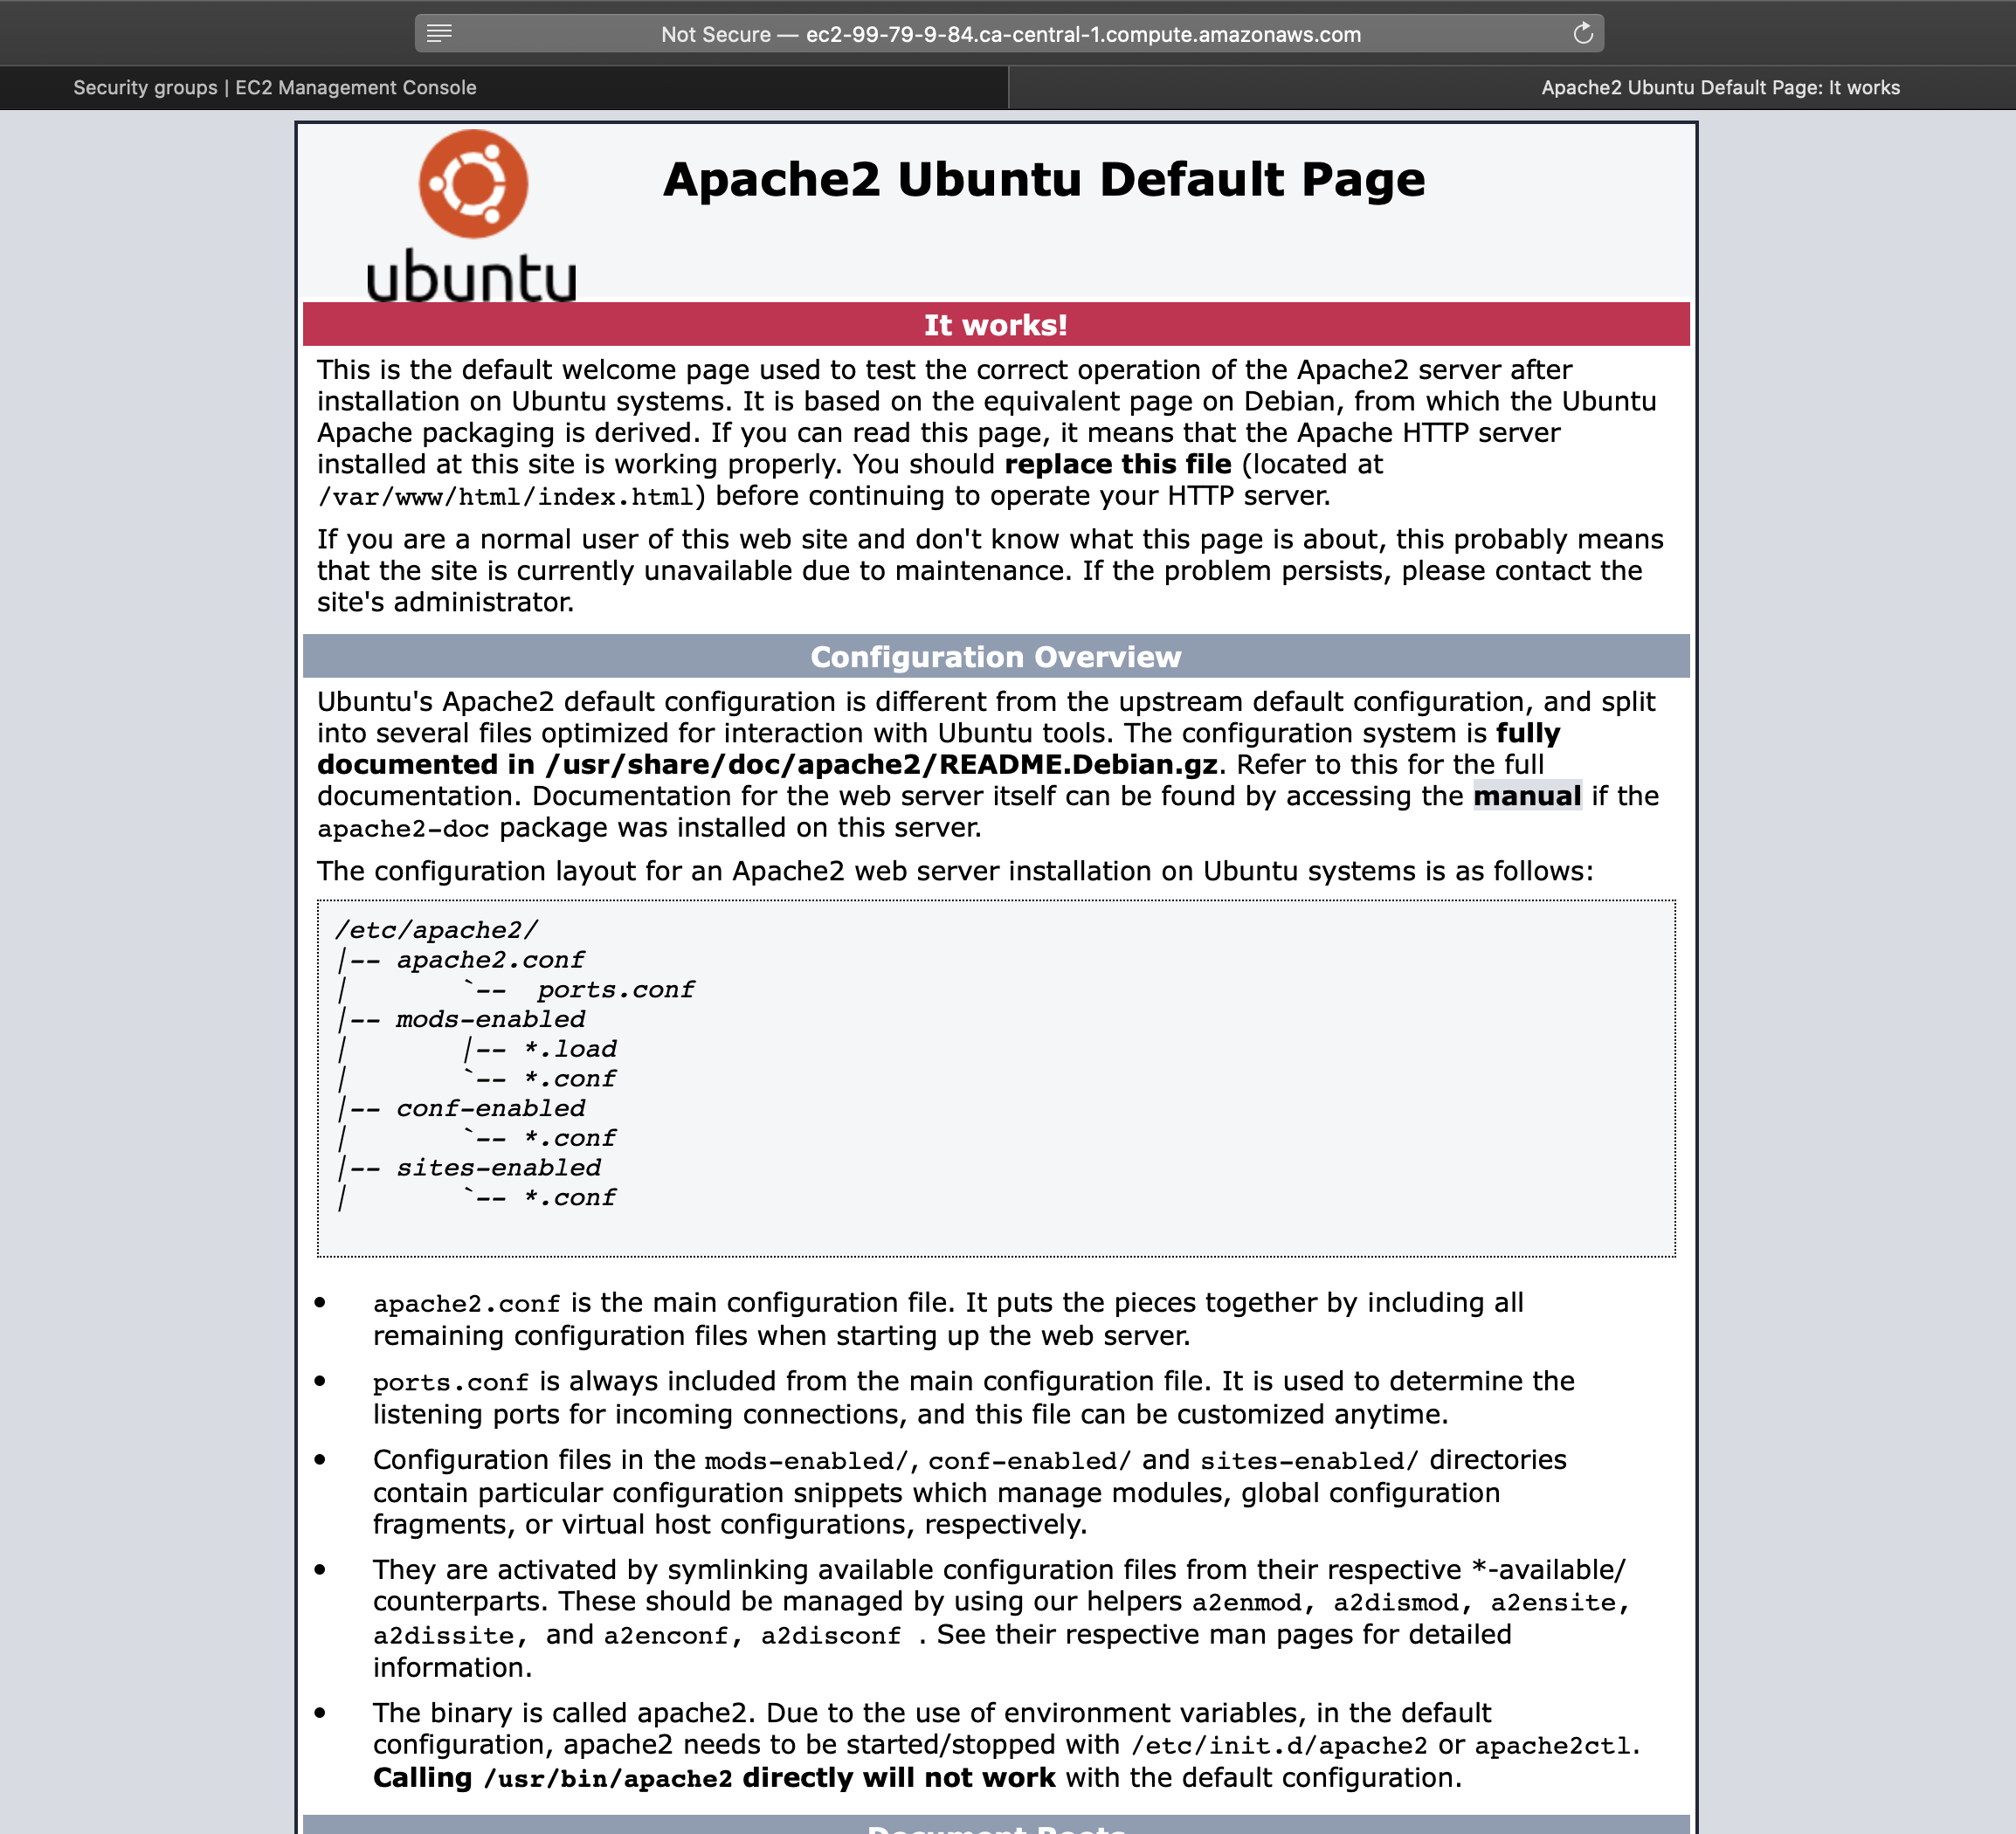 Not Secure — ec2-99-79-9-84.ca-central-1.compute.amazonaws.com
Security groups | EC2 Management Console
Apache2 Ubuntu Default Page: It works
ubuntu
Apache2 Ubuntu Default Page
It works!
This is the default welcome page used to test the correct operation of the Apache2 server after
installation on Ubuntu systems. It is based on the equivalent page on Debian, from which the Ubuntu
Apache packaging is derived. If you can read this page, it means that the Apache HTTP server
installed at this site is working properly. You should replace this file (located at
/var/www/html/index.html) before continuing to operate your HTTP server.
If you are a normal user of this web site and don't know what this page is about, this probably means
that the site is currently unavailable due to maintenance. If the problem persists, please contact the
site's administrator.
Configuration Overview
Ubuntu's Apache2 default configuration is different from the upstream default configuration, and split
into several files optimized for interaction with Ubuntu tools. The configuration system is fully
documented in /usr/share/doc/apache2/README.Debian.gz. Refer to this for the full
documentation. Documentation for the web server itself can be found by accessing the manual if the
apache2-doc package was installed on this server.
The configuration layout for an Apache2 web server installation on Ubuntu systems is as follows:
/etc/apache2/
|-- apache2.conf
|       `--  ports.conf
|-- mods-enabled
|       |-- *.load
|       `-- *.conf
|-- conf-enabled
|       `-- *.conf
|-- sites-enabled
|       `-- *.conf
• apache2.conf is the main configuration file. It puts the pieces together by including all
remaining configuration files when starting up the web server.
• ports.conf is always included from the main configuration file. It is used to determine the
listening ports for incoming connections, and this file can be customized anytime.
• Configuration files in the mods-enabled/, conf-enabled/ and sites-enabled/ directories
contain particular configuration snippets which manage modules, global configuration
fragments, or virtual host configurations, respectively.
• They are activated by symlinking available configuration files from their respective *-available/
counterparts. These should be managed by using our helpers a2enmod, a2dismod, a2ensite,
a2dissite, and a2enconf, a2disconf . See their respective man pages for detailed
information.
• The binary is called apache2. Due to the use of environment variables, in the default
configuration, apache2 needs to be started/stopped with /etc/init.d/apache2 or apache2ctl.
Calling /usr/bin/apache2 directly will not work with the default configuration.
Document Roots